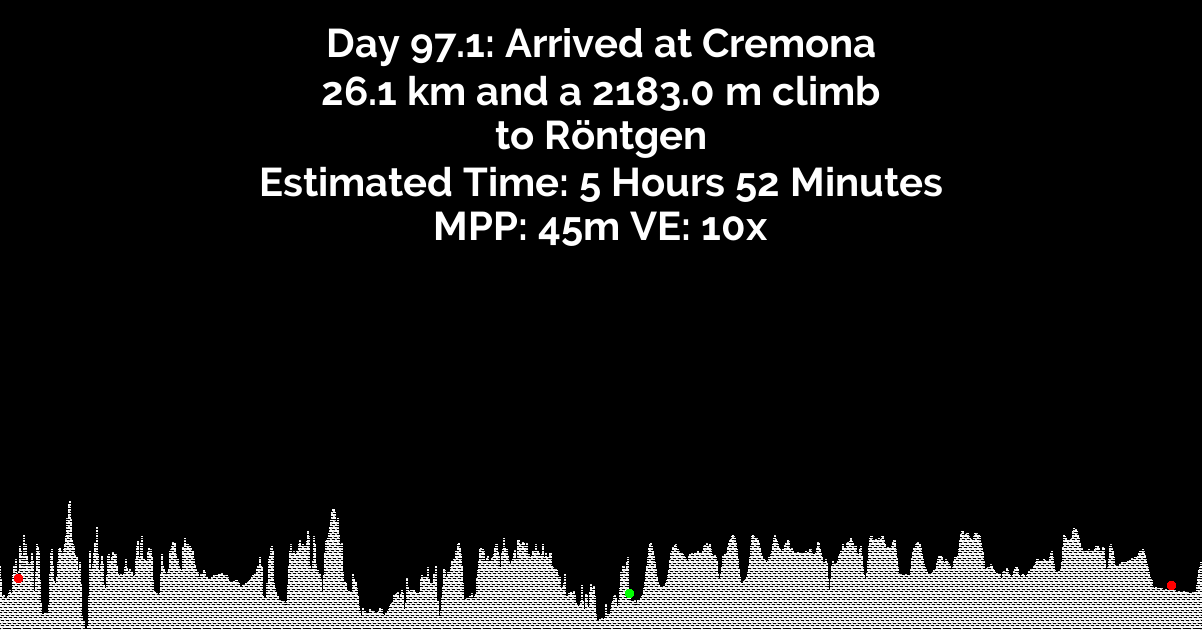 Day 97.1: Arrived at Cremona
26.1 km and a 2183.0 m climb
to Röntgen
Estimated Time: 5 Hours 52 Minutes
MPP: 45m VE: 10x